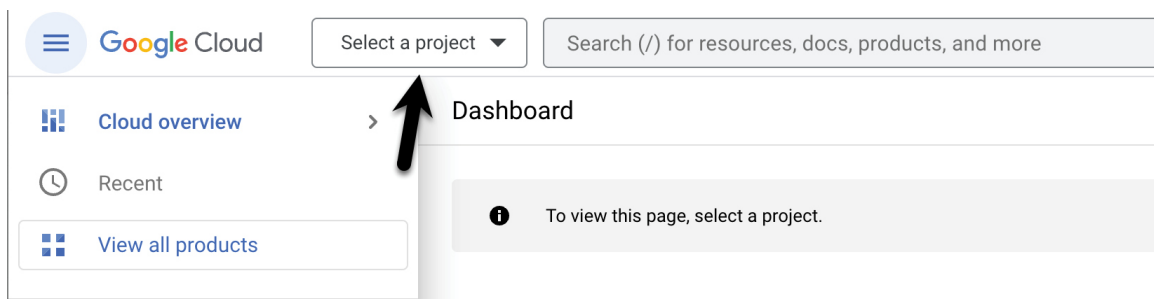 Google Cloud
Select a project
Search (/) for resources, docs, products, and more
Cloud overview
Dashboard
Recent
To view this page, select a project.
View all products